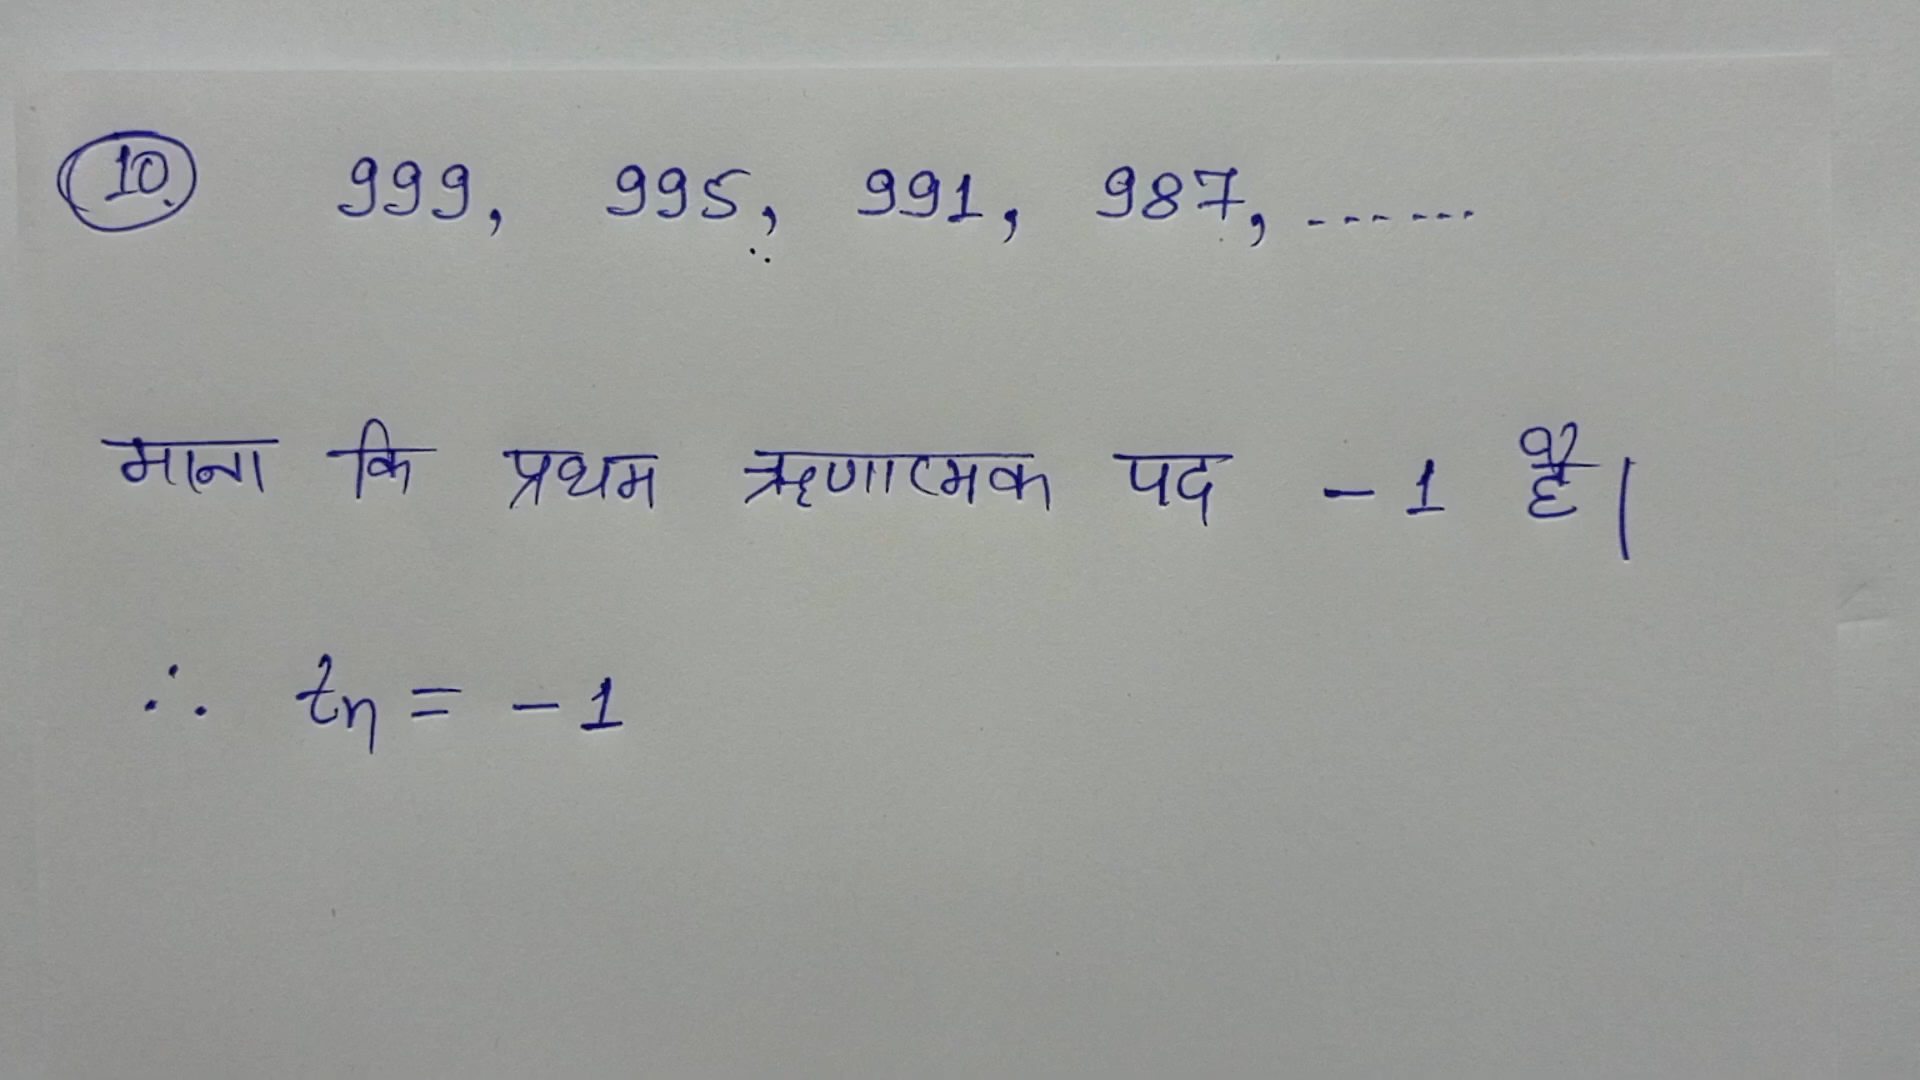 10. 999, 995, 991, 987, .......
माना कि प्रथम ऋणात्मक पद -1 है|
∴ tn = -1